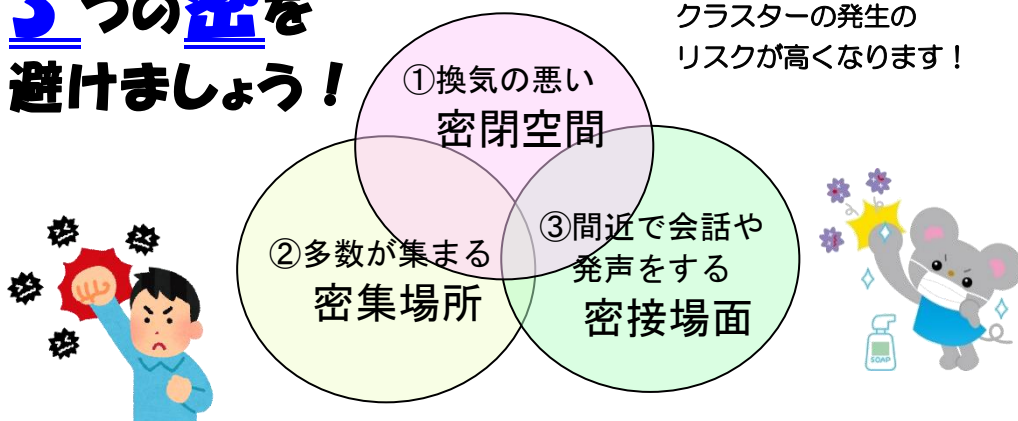 3つの密を
避けましょう！
クラスターの発生の
リスクが高くなります！
①換気の悪い
密閉空間
②多数が集まる
密集場所
③間近で会話や
発声をする
密接場面
SOAP